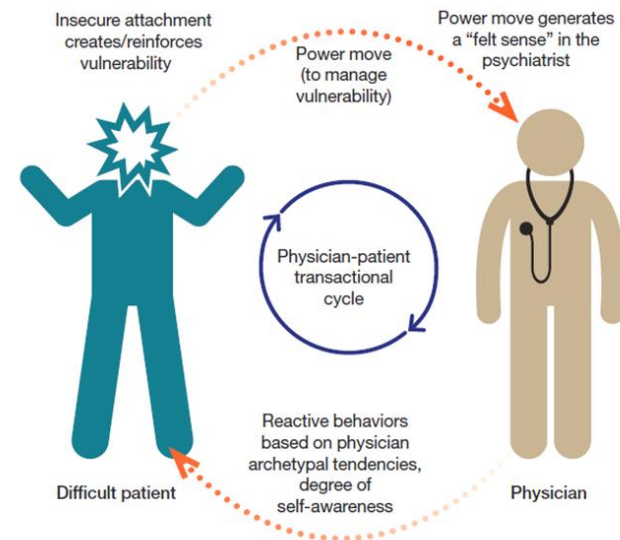 Insecure attachment
creates/reinforces
vulnerability
Power move
(to manage
vulnerability)
Power move generates
a “felt sense” in the
psychiatrist
Physician-patient
transactional
cycle
Reactive behaviors
based on physician
archetypal tendencies,
degree of
self-awareness
Difficult patient
Physician